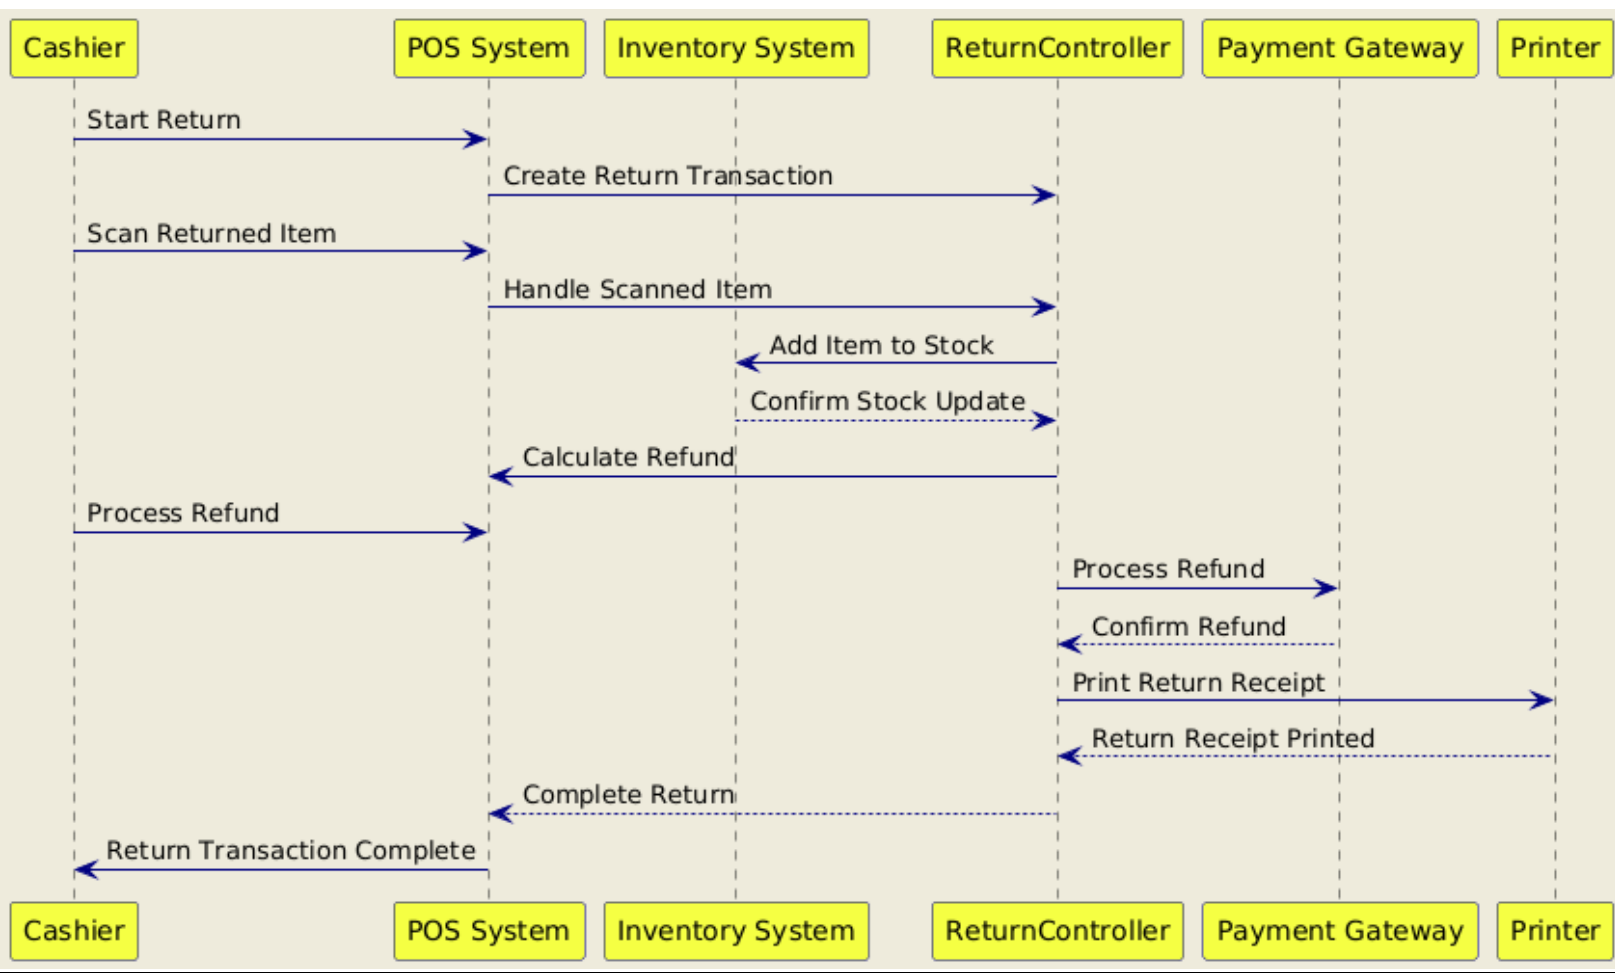 Cashier POS System Inventory System ReturnController Payment Gateway Printer
Start Return
Create Return Transaction
Scan Returned Item
Handle Scanned Item
Add Item to Stock
Confirm Stock Update
Calculate Refund
Process Refund
Process Refund
Confirm Refund
Print Return Receipt
Return Receipt Printed
Complete Return
Return Transaction Complete
Cashier POS System Inventory System ReturnController Payment Gateway Printer